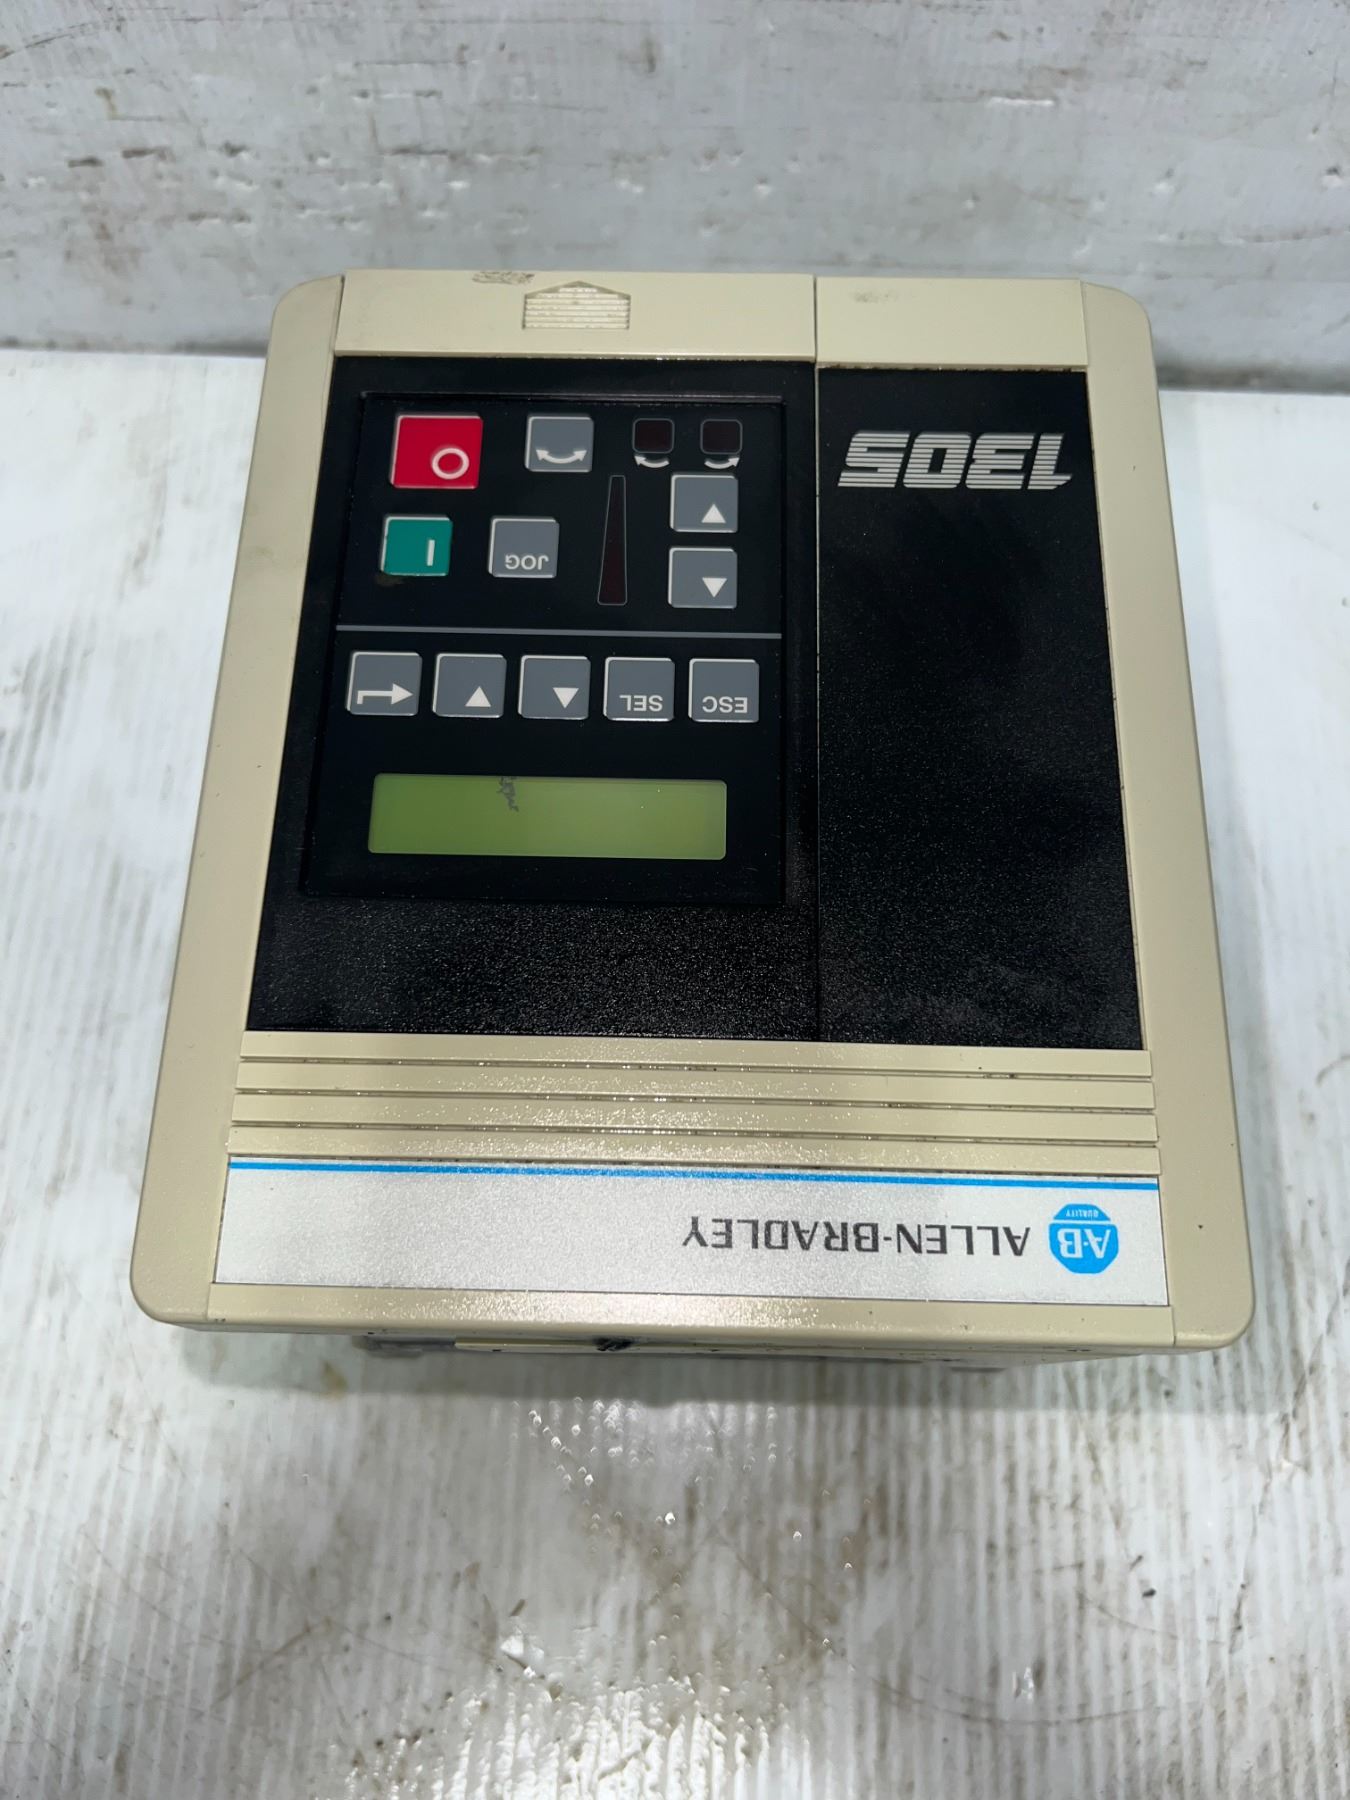 A-B
QUALITY
ALLEN-BRADLEY
ESC
SEL
JOG
I
O
1305